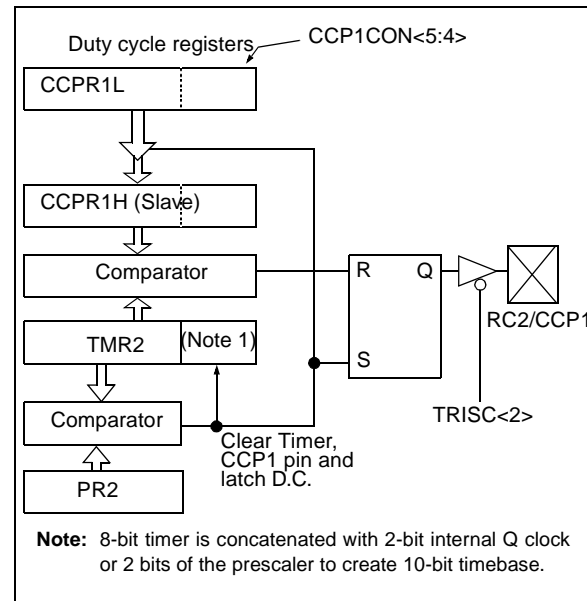 CCP1CON<5:4>
Duty cycle registers
CCPR1L
CCPR1H (Slave)
Comparator
R
Q
RC2/CCP1
TMR2
(Note 1)
S
TRISC<2>
Comparator
Clear Timer,
CCP1 pin and
latch D.C.
PR2
Note: 8-bit timer is concatenated with 2-bit internal Q clock
or 2 bits of the prescaler to create 10-bit timebase.